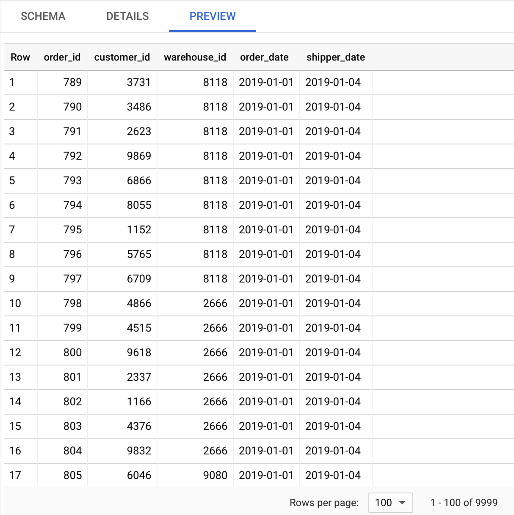 SCHEMA DETAILS PREVIEW
Row order_id customer_id warehouse_id order_date shipper_date
1 789 3731 8118 2019-01-01 2019-01-04
2 790 3486 8118 2019-01-01 2019-01-04
3 791 2623 8118 2019-01-01 2019-01-04
4 792 9869 8118 2019-01-01 2019-01-04
5 793 6866 8118 2019-01-01 2019-01-04
6 794 8055 8118 2019-01-01 2019-01-04
7 795 1152 8118 2019-01-01 2019-01-04
8 796 5765 8118 2019-01-01 2019-01-04
9 797 6709 8118 2019-01-01 2019-01-04
10 798 4866 2666 2019-01-01 2019-01-04
11 799 4515 2666 2019-01-01 2019-01-04
12 800 9618 2666 2019-01-01 2019-01-04
13 801 2337 2666 2019-01-01 2019-01-04
14 802 1166 2666 2019-01-01 2019-01-04
15 803 4376 2666 2019-01-01 2019-01-04
16 804 9832 2666 2019-01-01 2019-01-04
17 805 6046 9080 2019-01-01 2019-01-04
Rows per page: 100 1 - 100 of 9999